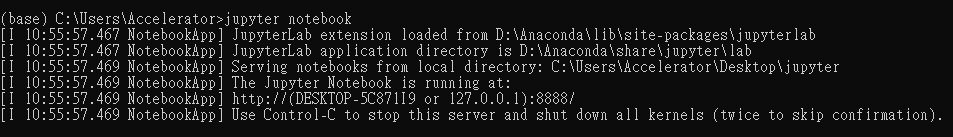 (base) C:\Users\Accelerator>jupyter notebook
[I 10:55:57.467 NotebookApp] JupyterLab extension loaded from D:\Anaconda\lib\site-packages\jupyterlab
[I 10:55:57.467 NotebookApp] JupyterLab application directory is D:\Anaconda\share\jupyter\lab
[I 10:55:57.469 NotebookApp] Serving notebooks from local directory: C:\Users\Accelerator\Desktop\jupyter
[I 10:55:57.469 NotebookApp] The Jupyter Notebook is running at:
[I 10:55:57.469 NotebookApp] http://(DESKTOP-5C871I9 or 127.0.0.1):8888/
[I 10:55:57.469 NotebookApp] Use Control-C to stop this server and shut down all kernels (twice to skip confirmation).